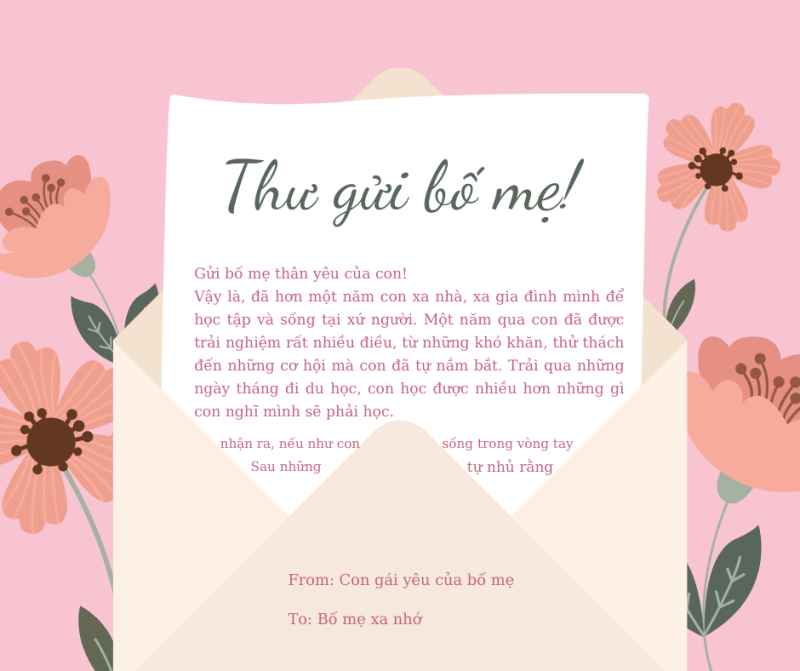 Thư gửi bố mẹ!
Gửi bố mẹ thân yêu của con!
Vậy là, đã hơn một năm con xa nhà, xa gia đình mình để
học tập và sống tại xứ người. Một năm qua con đã được
trải nghiệm rất nhiều điều, từ những khó khăn, thử thách
đến những cơ hội mà con đã tự nắm bắt. Trải qua những
ngày tháng đi du học, con học được nhiều hơn những gì
con nghĩ mình sẽ phải học.
nhận ra, nếu như con sống trong vòng tay
Sau những tự nhủ rằng
From: Con gái yêu của bố mẹ
To: Bố mẹ xa nhớ